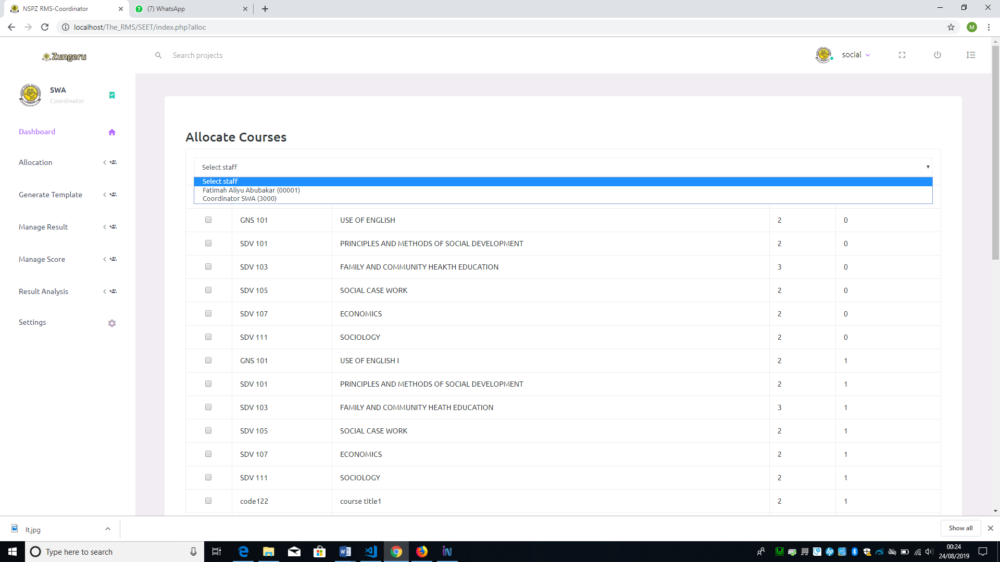 NSPZ RMS-Coordinator
(7) WhatsApp
localhost/The_RMS/SEET/index.php?alloc
M
Zungeru
Search projects
social
SWA
Coordinator
Dashboard
Allocation
Generate Template
Manage Result
Manage Score
Result Analysis
Settings
Allocate Courses
Select staff
Select staff
Fatimah Aliyu Abubakar (00001)
Coordinator SWA (3000)
GNS 101 USE OF ENGLISH 2 0
SDV 101 PRINCIPLES AND METHODS OF SOCIAL DEVELOPMENT 2 0
SDV 103 FAMILY AND COMMUNITY HEAKTH EDUCATION 3 0
SDV 105 SOCIAL CASE WORK 2 0
SDV 107 ECONOMICS 2 0
SDV 111 SOCIOLOGY 2 0
GNS 101 USE OF ENGLISH I 2 1
SDV 101 PRINCIPLES AND METHODS OF SOCIAL DEVELOPMENT 2 1
SDV 103 FAMILY AND COMMUNITY HEATH EDUCATION 3 1
SDV 105 SOCIAL CASE WORK 2 1
SDV 107 ECONOMICS 2 1
SDV 111 SOCIOLOGY 2 1
code122 course title1 2 1
It.jpg
Show all
Type here to search
00:24
24/08/2019